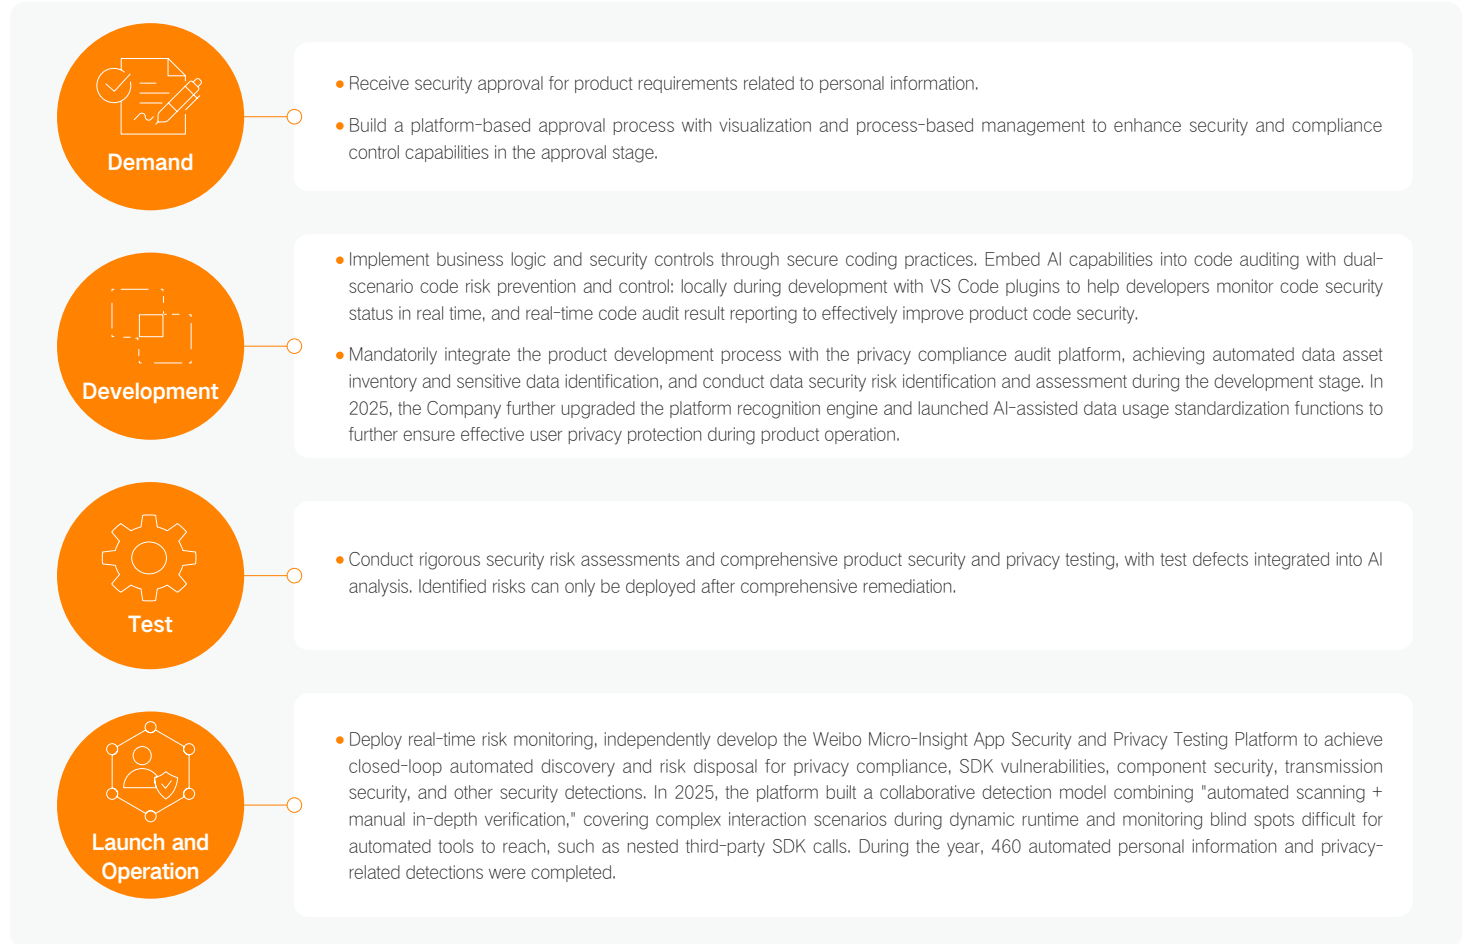 Demand
• Receive security approval for product requirements related to personal information.
• Build a platform-based approval process with visualization and process-based management to enhance security and compliance
control capabilities in the approval stage.
Development
• Implement business logic and security controls through secure coding practices. Embed AI capabilities into code auditing with dual-
scenario code risk prevention and control: locally during development with VS Code plugins to help developers monitor code security
status in real time, and real-time code audit result reporting to effectively improve product code security.
• Mandatorily integrate the product development process with the privacy compliance audit platform, achieving automated data asset
inventory and sensitive data identification, and conduct data security risk identification and assessment during the development stage. In
2025, the Company further upgraded the platform recognition engine and launched AI-assisted data usage standardization functions to
further ensure effective user privacy protection during product operation.
Test
• Conduct rigorous security risk assessments and comprehensive product security and privacy testing, with test defects integrated into AI
analysis. Identified risks can only be deployed after comprehensive remediation.
Launch and
Operation
• Deploy real-time risk monitoring, independently develop the Weibo Micro-Insight App Security and Privacy Testing Platform to achieve
closed-loop automated discovery and risk disposal for privacy compliance, SDK vulnerabilities, component security, transmission
security, and other security detections. In 2025, the platform built a collaborative detection model combining "automated scanning +
manual in-depth verification," covering complex interaction scenarios during dynamic runtime and monitoring blind spots difficult for
automated tools to reach, such as nested third-party SDK calls. During the year, 460 automated personal information and privacy-
related detections were completed.